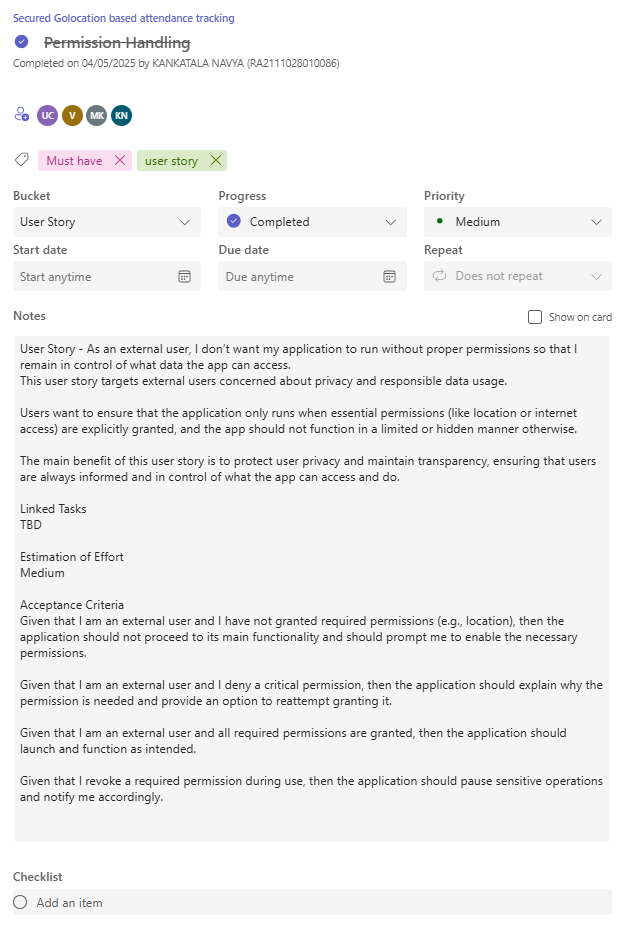 Secured Golocation based attendance tracking
Permission Handling
Completed on 04/05/2025 by KANKATALA NAVYA (RA2111028010086)
UC V MK KN
Must have user story
Bucket Progress Priority
User Story Completed Medium
Start date Due date Repeat
Start anytime Due anytime Does not repeat
Notes Show on card
User Story - As an external user, I don't want my application to run without proper permissions so that I
remain in control of what data the app can access.
This user story targets external users concerned about privacy and responsible data usage.
Users want to ensure that the application only runs when essential permissions (like location or internet
access) are explicitly granted, and the app should not function in a limited or hidden manner otherwise.
The main benefit of this user story is to protect user privacy and maintain transparency, ensuring that users
are always informed and in control of what the app can access and do.
Linked Tasks
TBD
Estimation of Effort
Medium
Acceptance Criteria
Given that I am an external user and I have not granted required permissions (e.g., location), then the
application should not proceed to its main functionality and should prompt me to enable the necessary
permissions.
Given that I am an external user and I deny a critical permission, then the application should explain why the
permission is needed and provide an option to reattempt granting it.
Given that I am an external user and all required permissions are granted, then the application should
launch and function as intended.
Given that I revoke a required permission during use, then the application should pause sensitive operations
and notify me accordingly.
Checklist
Add an item